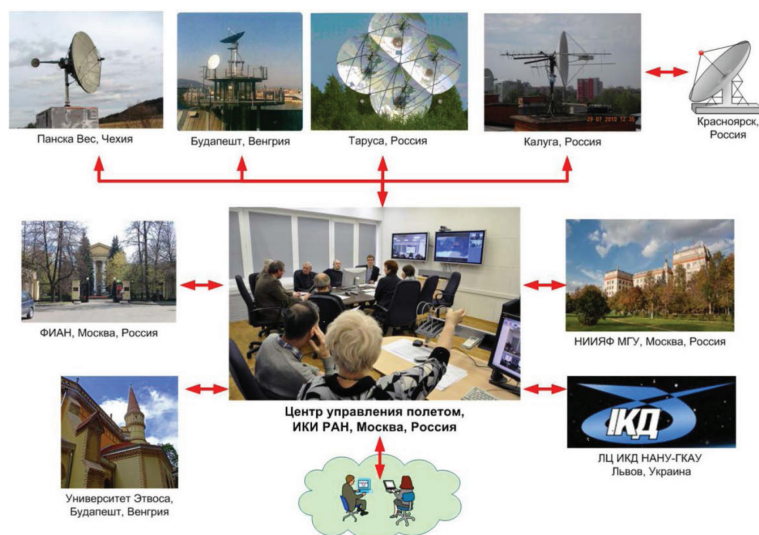 Панска Вес, Чехия
Будапешт, Венгрия
Таруса, Россия
Калуга, Россия
Красноярск,
Россия
ФИАН, Москва, Россия
НИИЯФ МГУ, Москва, Россия
Центр управления полетом,
ИКИ РАН, Москва, Россия
ІКД
ЛЦ ИКД НАНУ-ГКАУ
Львов, Украина
Университет Этвоса,
Будапешт, Венгрия